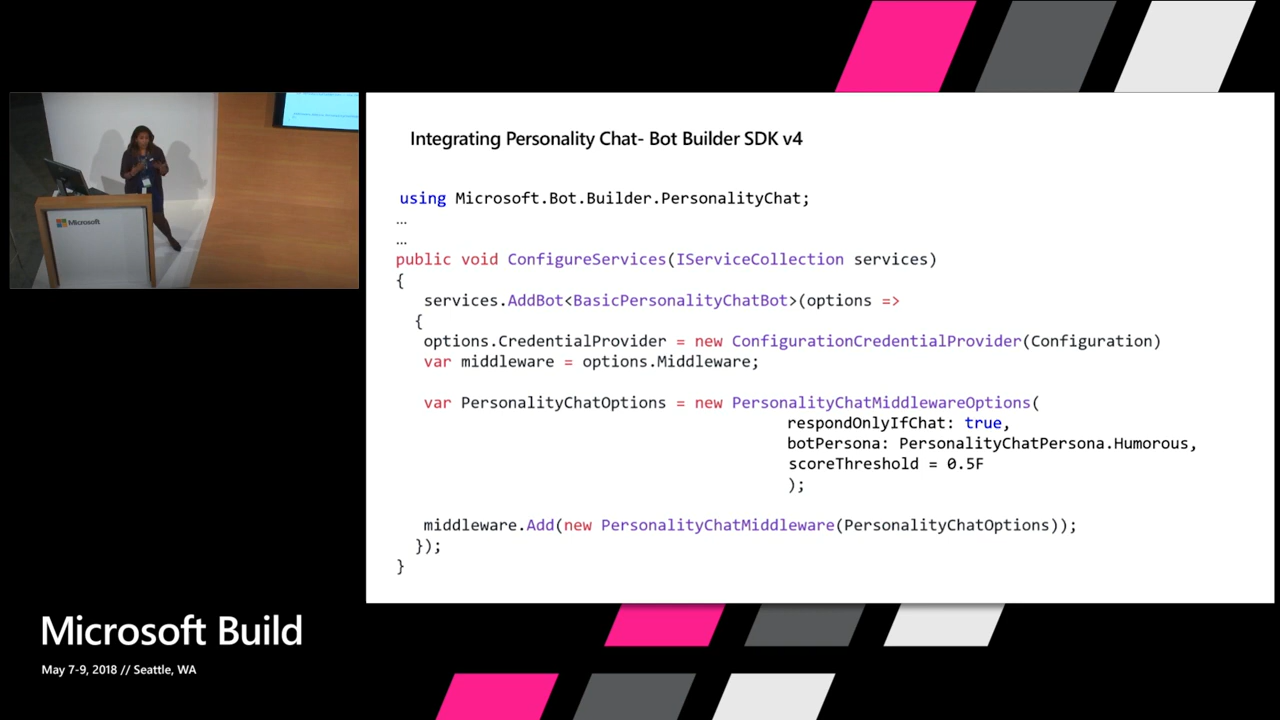 Integrating Personality Chat- Bot Builder SDK v4
using Microsoft.Bot.Builder.PersonalityChat;
…
…
public void ConfigureServices(IServiceCollection services)
{
services.AddBot<BasicPersonalityChatBot>(options =>
{
options.CredentialProvider = new ConfigurationCredentialProvider(Configuration)
var middleware = options.Middleware;
var PersonalityChatOptions = new PersonalityChatMiddlewareOptions(
respondOnlyIfChat: true,
botPersona: PersonalityChatPersona.Humorous,
scoreThreshold = 0.5F
);
middleware.Add(new PersonalityChatMiddleware(PersonalityChatOptions));
});
}
Microsoft
Microsoft Build
May 7-9, 2018 // Seattle, WA